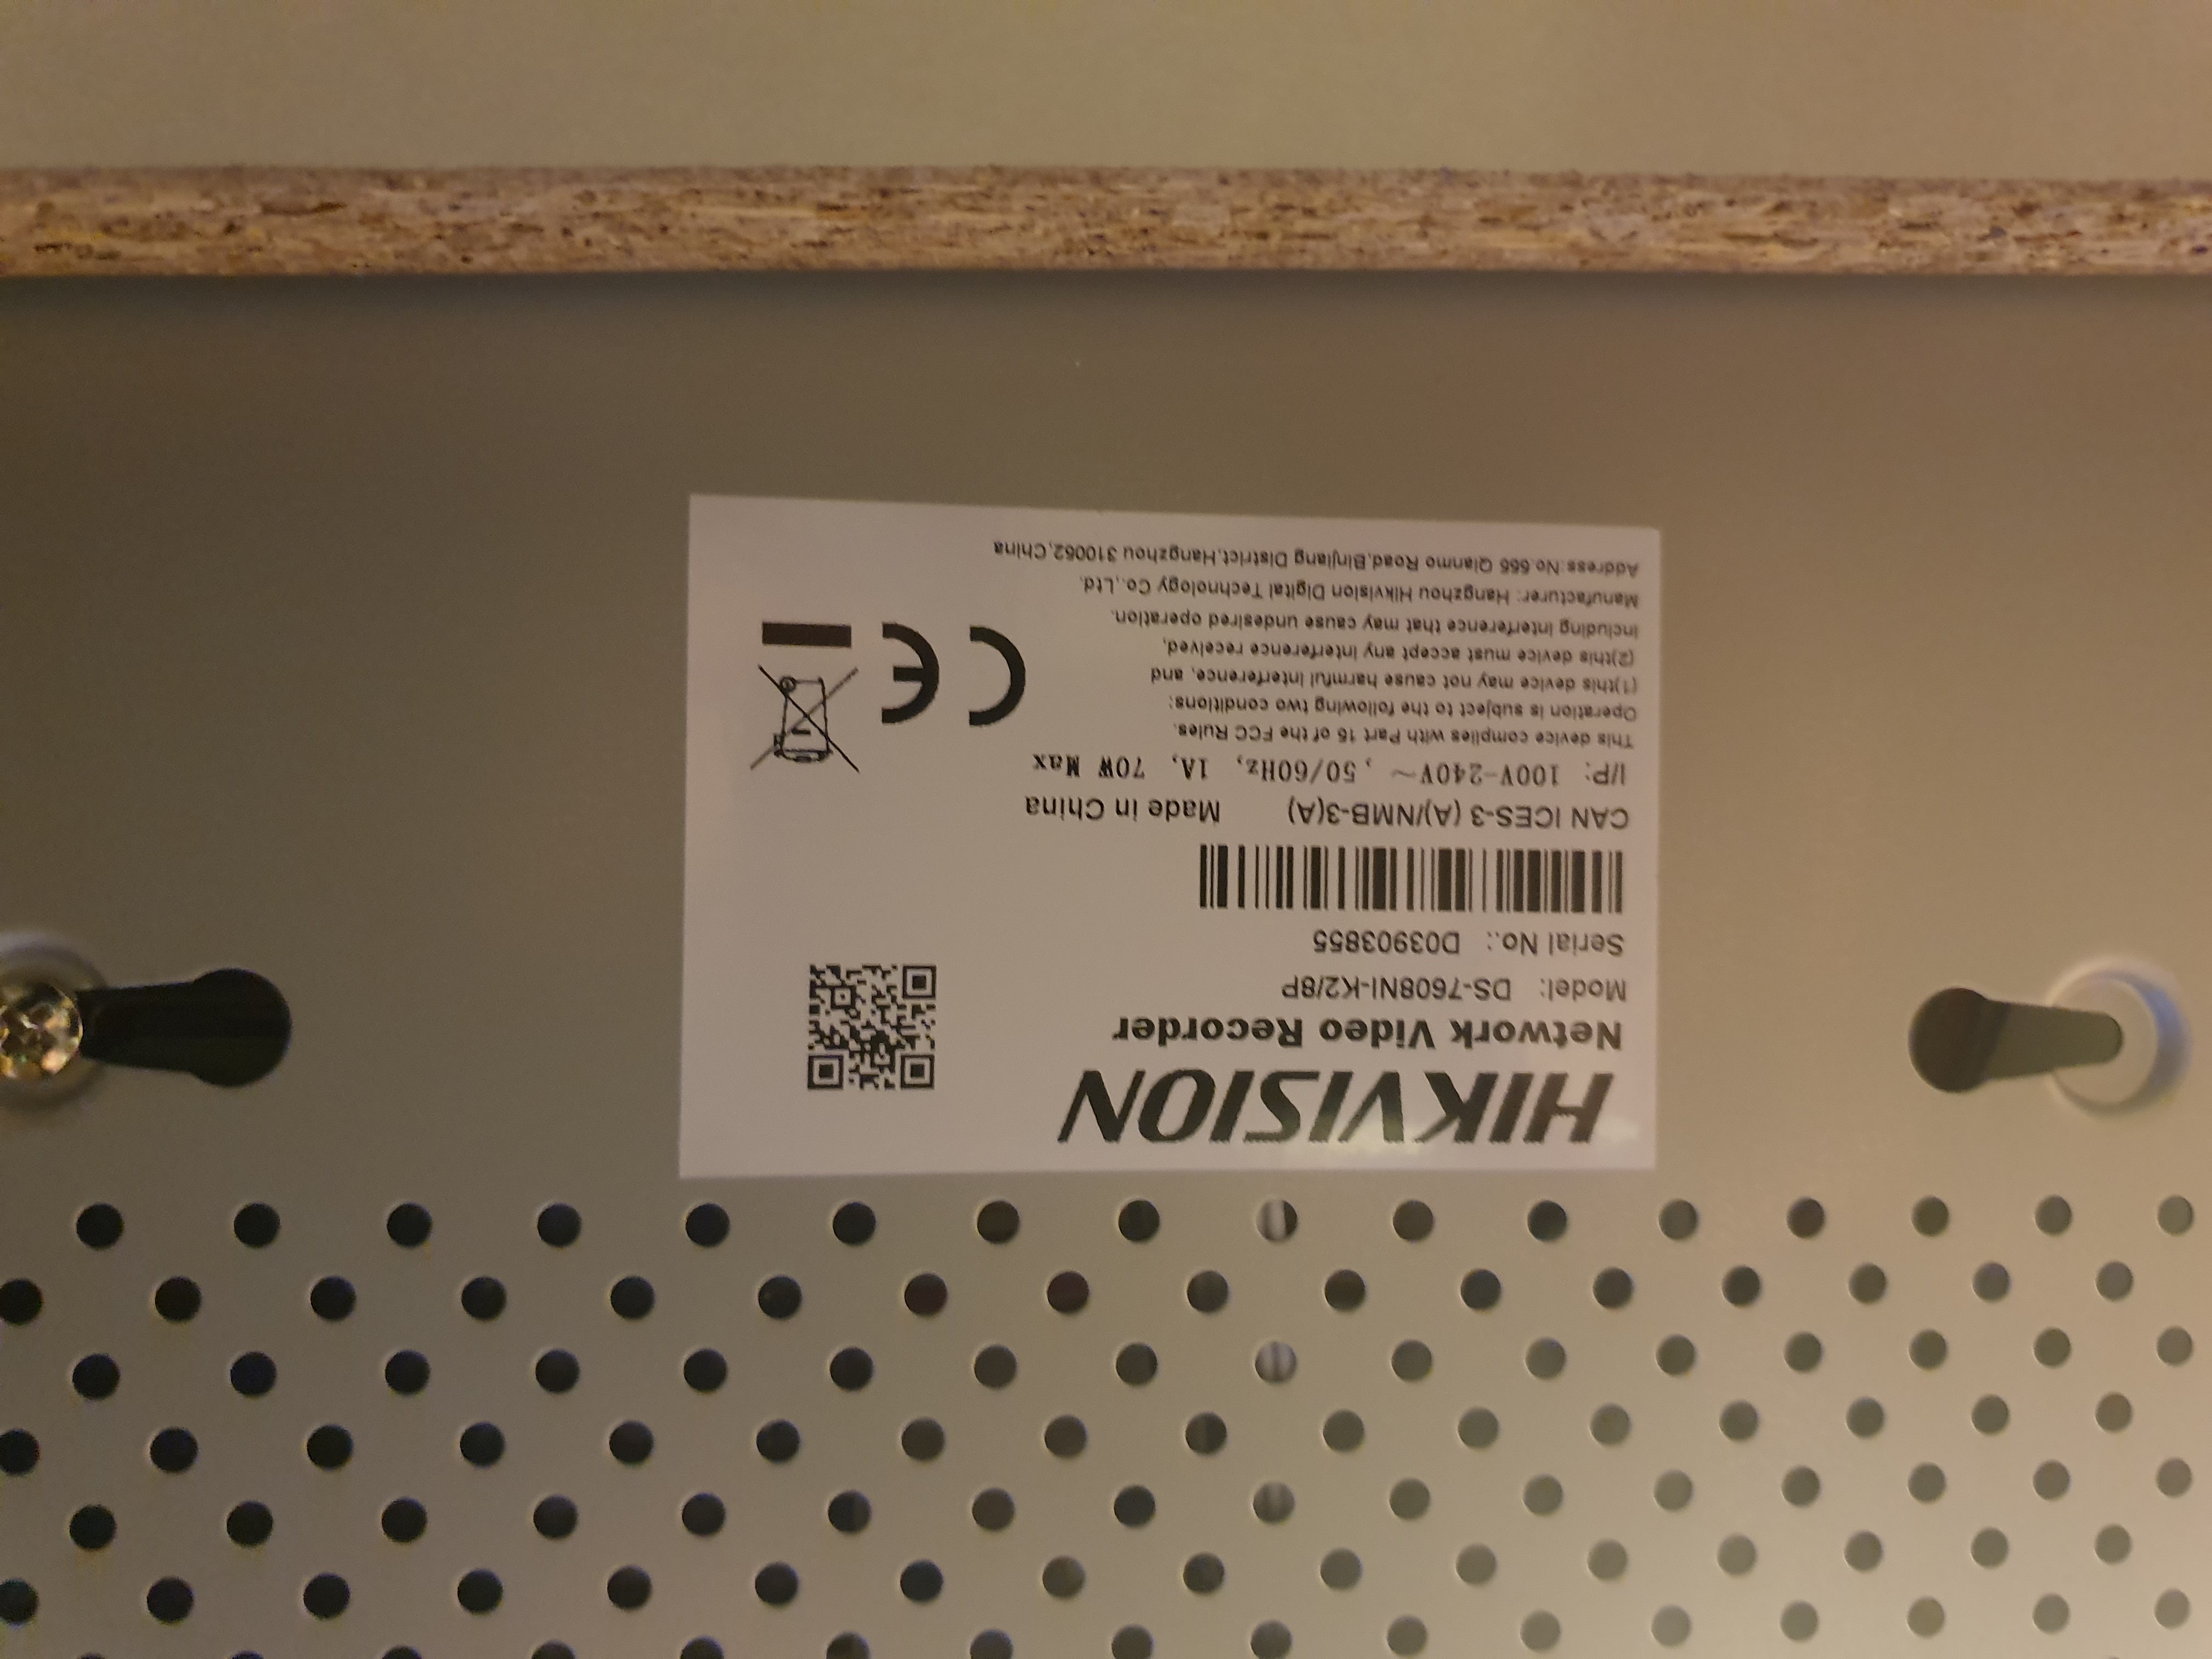 HIKVISION
Network Video Recorder
Model: DS-7608NI-K2/8P
Serial No.: D03903855
CAN ICES-3 (A)/NMB-3(A) Made in China
I/P: 100V-240V~ ,50/60Hz, 1A, 70W Max
This device complies with Part 15 of the FCC Rules.
Operation is subject to the following two conditions:
(1)this device may not cause harmful interference, and
(2)this device must accept any interference received,
including interference that may cause undesired operation.
Manufacturer: Hangzhou Hikvision Digital Technology Co.,Ltd.
Address:No.555 Qianmo Road,Binjiang District,Hangzhou 310052,China
CE